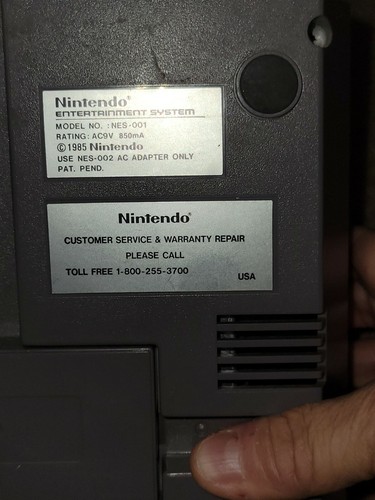 Nintendo®
ENTERTAINMENT SYSTEM
MODEL NO. : NES-001
RATING: AC9V 850mA
© 1985 Nintendo
USE NES-002 AC ADAPTER ONLY
PAT. PEND.
Nintendo®
CUSTOMER SERVICE & WARRANTY REPAIR
PLEASE CALL
TOLL FREE 1-800-255-3700
USA